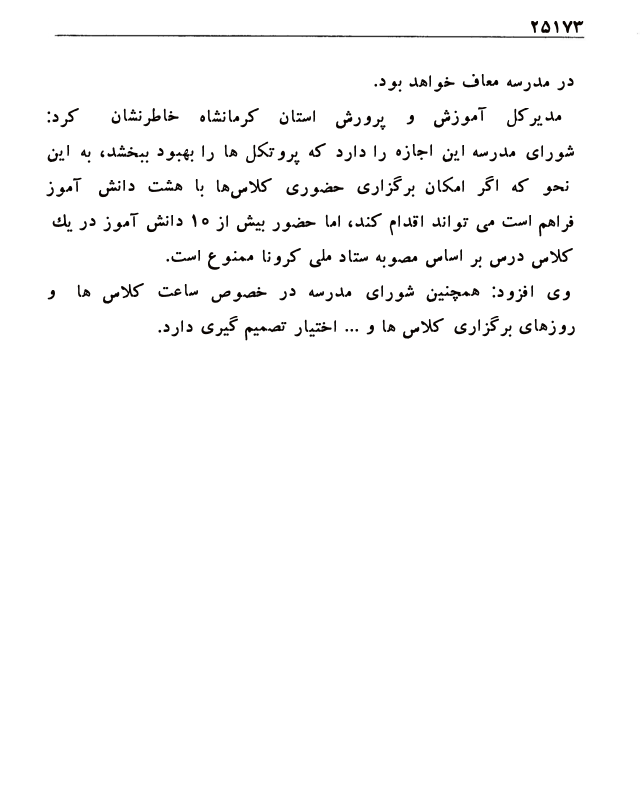 ۲۵۱۷۳
در مدرسه معاف خواهد بود.
مدیرکل آموزش و پرورش استان کرمانشاه خاطرنشان کرد:
شورای مدرسه این اجازه را دارد که پروتکل ها را بهبود ببخشد، به این
نحو که اگر امکان برگزاری حضوری کلاس‌ها با هشت دانش آموز
فراهم است می تواند اقدام کند، اما حضور بیش از ۱۵ دانش آموز در یك
کلاس درس بر اساس مصوبه ستاد ملی کرونا ممنوع است.
وی افزود: همچنین شورای مدرسه در خصوص ساعت کلاس ها و
روزهای برگزاری کلاس ها و ... اختیار تصمیم گیری دارد.